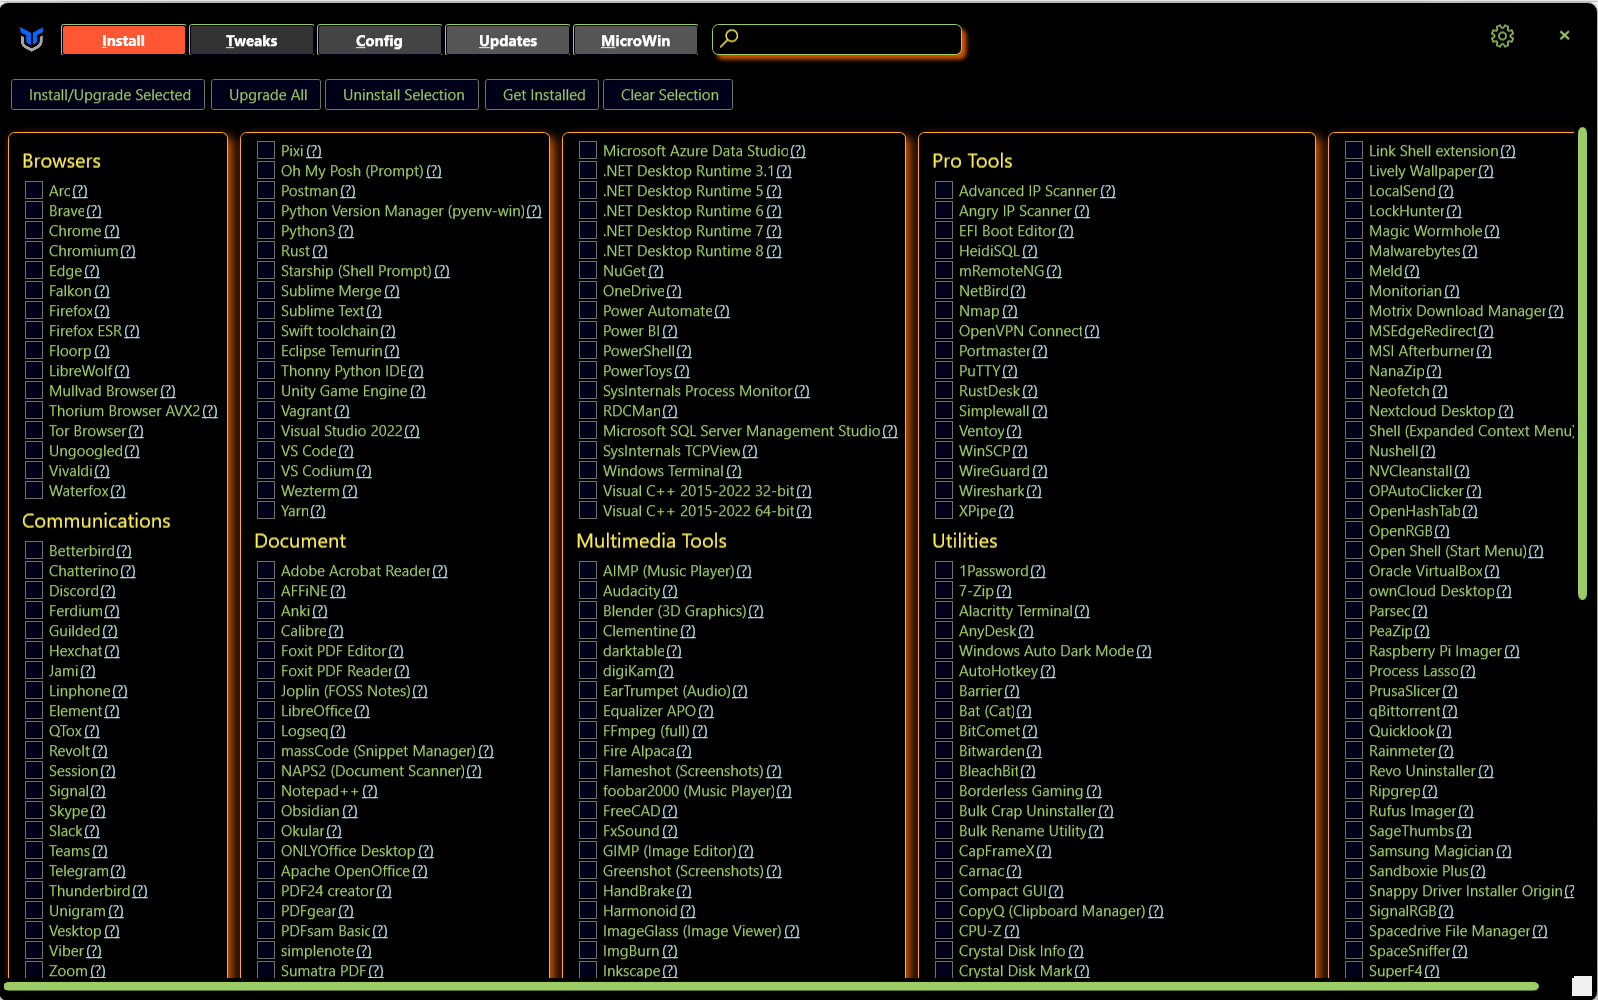 Install
Tweaks
Config
Updates
MicroWin
Install/Upgrade Selected
Upgrade All
Uninstall Selection
Get Installed
Clear Selection
Browsers
Arc(?)
Brave(?)
Chrome(?)
Chromium(?)
Edge(?)
Falkon(?)
Firefox(?)
Firefox ESR(?)
Floorp(?)
LibreWolf(?)
Mullvad Browser(?)
Thorium Browser AVX2(?)
Tor Browser(?)
Ungoogled(?)
Vivaldi(?)
Waterfox(?)
Communications
Betterbird(?)
Chatterino(?)
Discord(?)
Ferdium(?)
Guilded(?)
Hexchat(?)
Jami(?)
Linphone(?)
Element(?)
QTox(?)
Revolt(?)
Session(?)
Signal(?)
Skype(?)
Slack(?)
Teams(?)
Telegram(?)
Thunderbird(?)
Unigram(?)
Vesktop(?)
Viber(?)
Zoom(?)
Pixi(?)
Oh My Posh (Prompt)(?)
Postman(?)
Python Version Manager (pyenv-win)(?)
Python3(?)
Rust(?)
Starship (Shell Prompt)(?)
Sublime Merge(?)
Sublime Text(?)
Swift toolchain(?)
Eclipse Temurin(?)
Thonny Python IDE(?)
Unity Game Engine(?)
Vagrant(?)
Visual Studio 2022(?)
VS Code(?)
VS Codium(?)
Wezterm(?)
Yarn(?)
Document
Adobe Acrobat Reader(?)
AFFiNE(?)
Anki(?)
Calibre(?)
Foxit PDF Editor(?)
Foxit PDF Reader(?)
Joplin (FOSS Notes)(?)
LibreOffice(?)
Logseq(?)
massCode (Snippet Manager)(?)
NAPS2 (Document Scanner)(?)
Notepad++(?)
Obsidian(?)
Okular(?)
ONLYOffice Desktop(?)
Apache OpenOffice(?)
PDF24 creator(?)
PDFgear(?)
PDFsam Basic(?)
simplenote(?)
Sumatra PDF(?)
Microsoft Azure Data Studio(?)
.NET Desktop Runtime 3.1(?)
.NET Desktop Runtime 5(?)
.NET Desktop Runtime 6(?)
.NET Desktop Runtime 7(?)
.NET Desktop Runtime 8(?)
NuGet(?)
OneDrive(?)
Power Automate(?)
Power BI(?)
PowerShell(?)
PowerToys(?)
SysInternals Process Monitor(?)
RDCMan(?)
Microsoft SQL Server Management Studio(?)
SysInternals TCPView(?)
Windows Terminal(?)
Visual C++ 2015-2022 32-bit(?)
Visual C++ 2015-2022 64-bit(?)
Multimedia Tools
AIMP (Music Player)(?)
Audacity(?)
Blender (3D Graphics)(?)
Clementine(?)
darktable(?)
digiKam(?)
EarTrumpet (Audio)(?)
Equalizer APO(?)
FFmpeg (full)(?)
Fire Alpaca(?)
Flameshot (Screenshots)(?)
foobar2000 (Music Player)(?)
FreeCAD(?)
FxSound(?)
GIMP (Image Editor)(?)
Greenshot (Screenshots)(?)
HandBrake(?)
Harmonoid(?)
ImageGlass (Image Viewer)(?)
ImgBurn(?)
Inkscape(?)
Pro Tools
Advanced IP Scanner(?)
Angry IP Scanner(?)
EFI Boot Editor(?)
HeidiSQL(?)
mRemoteNG(?)
NetBird(?)
Nmap(?)
OpenVPN Connect(?)
Portmaster(?)
PuTTY(?)
RustDesk(?)
Simplewall(?)
Ventoy(?)
WinSCP(?)
WireGuard(?)
Wireshark(?)
XPipe(?)
Utilities
1Password(?)
7-Zip(?)
Alacritty Terminal(?)
AnyDesk(?)
Windows Auto Dark Mode(?)
AutoHotkey(?)
Barrier(?)
Bat (Cat)(?)
BitComet(?)
Bitwarden(?)
BleachBit(?)
Borderless Gaming(?)
Bulk Crap Uninstaller(?)
Bulk Rename Utility(?)
CapFrameX(?)
Carnac(?)
Compact GUI(?)
CopyQ (Clipboard Manager)(?)
CPU-Z(?)
Crystal Disk Info(?)
Crystal Disk Mark(?)
Link Shell extension(?)
Lively Wallpaper(?)
LocalSend(?)
LockHunter(?)
Magic Wormhole(?)
Malwarebytes(?)
Meld(?)
Monitorian(?)
Motrix Download Manager(?)
MSEdgeRedirect(?)
MSI Afterburner(?)
NanaZip(?)
Neofetch(?)
Nextcloud Desktop(?)
Shell (Expanded Context Menu)
Nushell(?)
NVCleanstall(?)
OPAutoClicker(?)
OpenHashTab(?)
OpenRGB(?)
Open Shell (Start Menu)(?)
Oracle VirtualBox(?)
ownCloud Desktop(?)
Parsec(?)
PeaZip(?)
Raspberry Pi Imager(?)
Process Lasso(?)
PrusaSlicer(?)
qBittorrent(?)
Quicklook(?)
Rainmeter(?)
Revo Uninstaller(?)
Ripgrep(?)
Rufus Imager(?)
SageThumbs(?)
Samsung Magician(?)
Sandboxie Plus(?)
Snappy Driver Installer Origin(?
SignalRGB(?)
Spacedrive File Manager(?)
SpaceSniffer(?)
SuperF4(?)